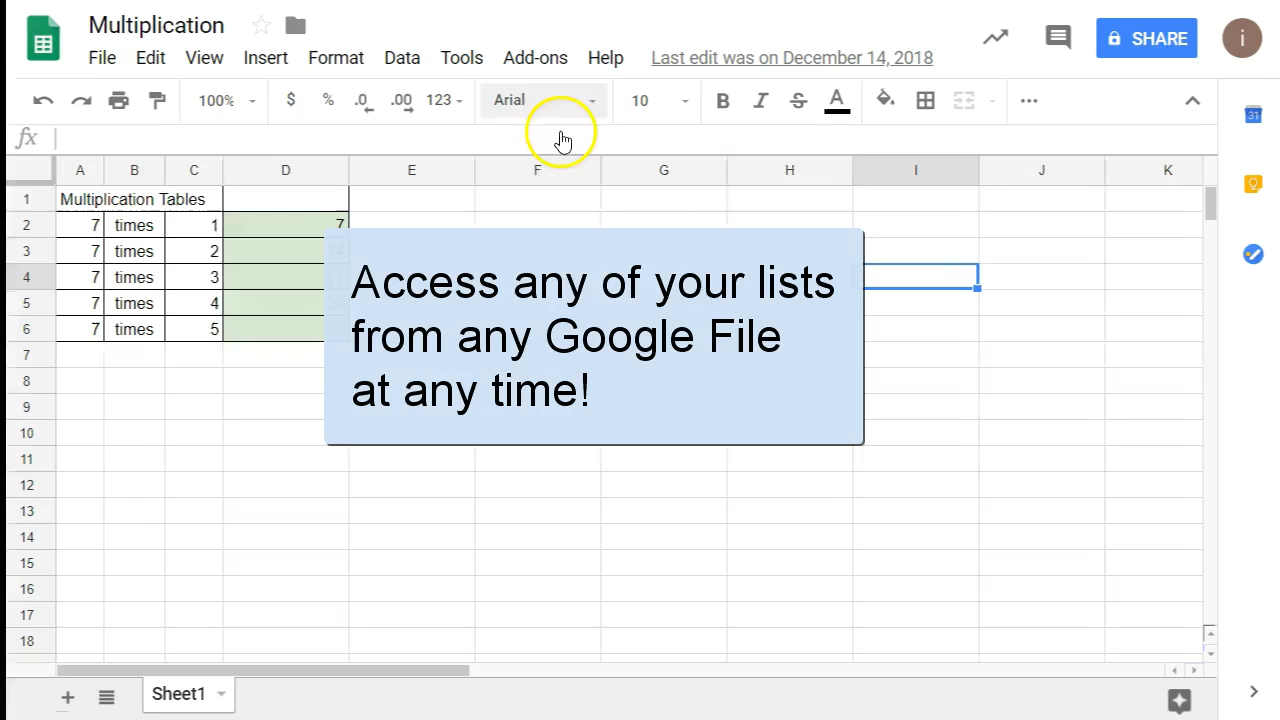 Multiplication
File Edit View Insert Format Data Tools Add-ons Help Last edit was on December 14, 2018
SHARE i
100% $ % .0 .00 123 Arial 10 B I S A
31
fx
A B C D E F G H I J K
1 Multiplication Tables
2 7 times 1 7
3 7 times 2
4 7 times 3
5 7 times 4
6 7 times 5
7
8
9
10
11
12
13
14
15
16
17
18
Access any of your lists
from any Google File
at any time!
Sheet1